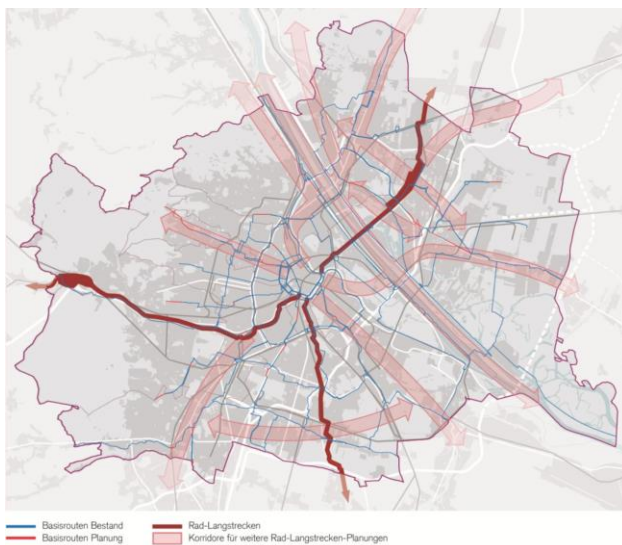 Basisrouten Bestand
Basisrouten Planung
Rad-Langstrecken
Korridore für weitere Rad-Langstrecken-Planungen